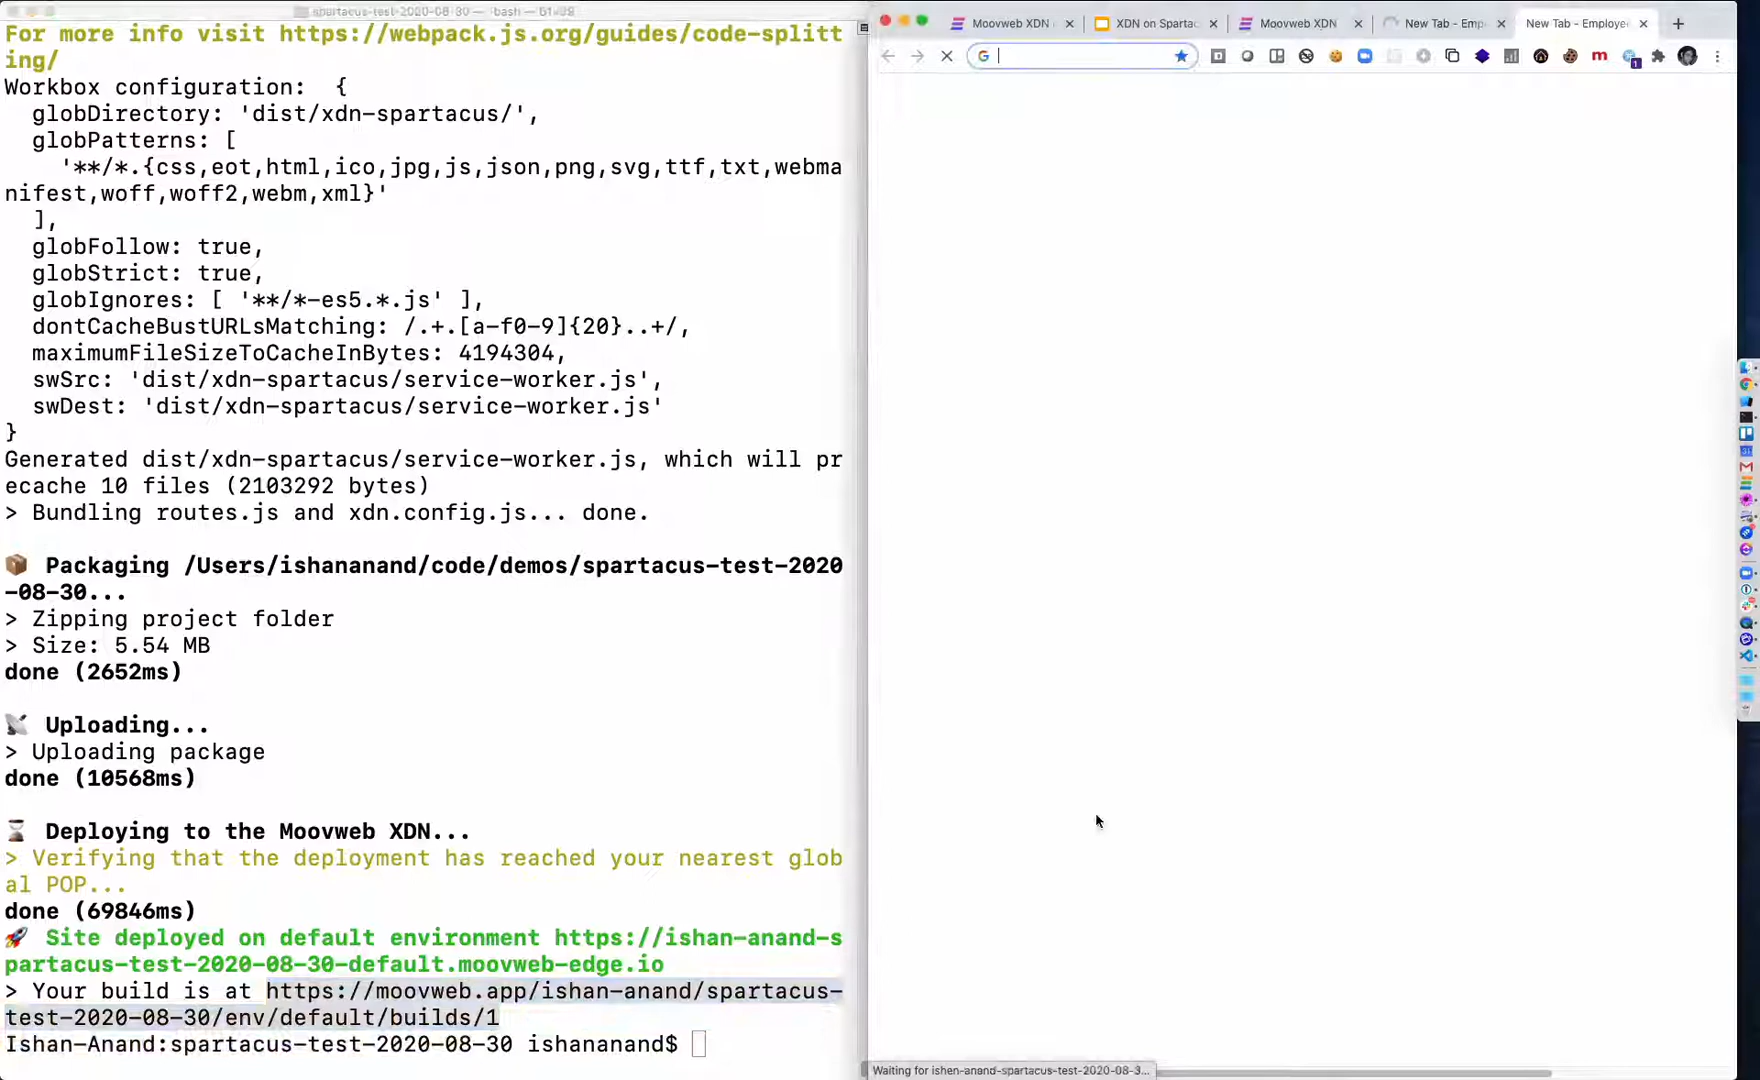 spartacus-test-2020-08-30 — -bash — 61×39
For more info visit https://webpack.js.org/guides/code-splitt
ing/
Workbox configuration:  {
  globDirectory: 'dist/xdn-spartacus/',
  globPatterns: [
    '**/*.{css,eot,html,ico,jpg,js,json,png,svg,ttf,txt,webma
nifest,woff,woff2,webm,xml}'
  ],
  globFollow: true,
  globStrict: true,
  globIgnores: [ '**/*-es5.*.js' ],
  dontCacheBustURLsMatching: /.+.[a-f0-9]{20}..+/,
  maximumFileSizeToCacheInBytes: 4194304,
  swSrc: 'dist/xdn-spartacus/service-worker.js',
  swDest: 'dist/xdn-spartacus/service-worker.js'
}
Generated dist/xdn-spartacus/service-worker.js, which will pr
ecache 10 files (2103292 bytes)
> Bundling routes.js and xdn.config.js... done.
Packaging /Users/ishananand/code/demos/spartacus-test-2020
-08-30...
> Zipping project folder
> Size: 5.54 MB
done (2652ms)
Uploading...
> Uploading package
done (10568ms)
Deploying to the Moovweb XDN...
> Verifying that the deployment has reached your nearest glob
al POP...
done (69846ms)
Site deployed on default environment https://ishan-anand-s
partacus-test-2020-08-30-default.moovweb-edge.io
> Your build is at https://moovweb.app/ishan-anand/spartacus-
test-2020-08-30/env/default/builds/1
Ishan-Anand:spartacus-test-2020-08-30 ishananand$
Moovweb XDN
XDN on Sparta
Moovweb XDN
New Tab - Emp
New Tab - Employe
Waiting for ishen-anand-spartacus-test-2020-08-3...